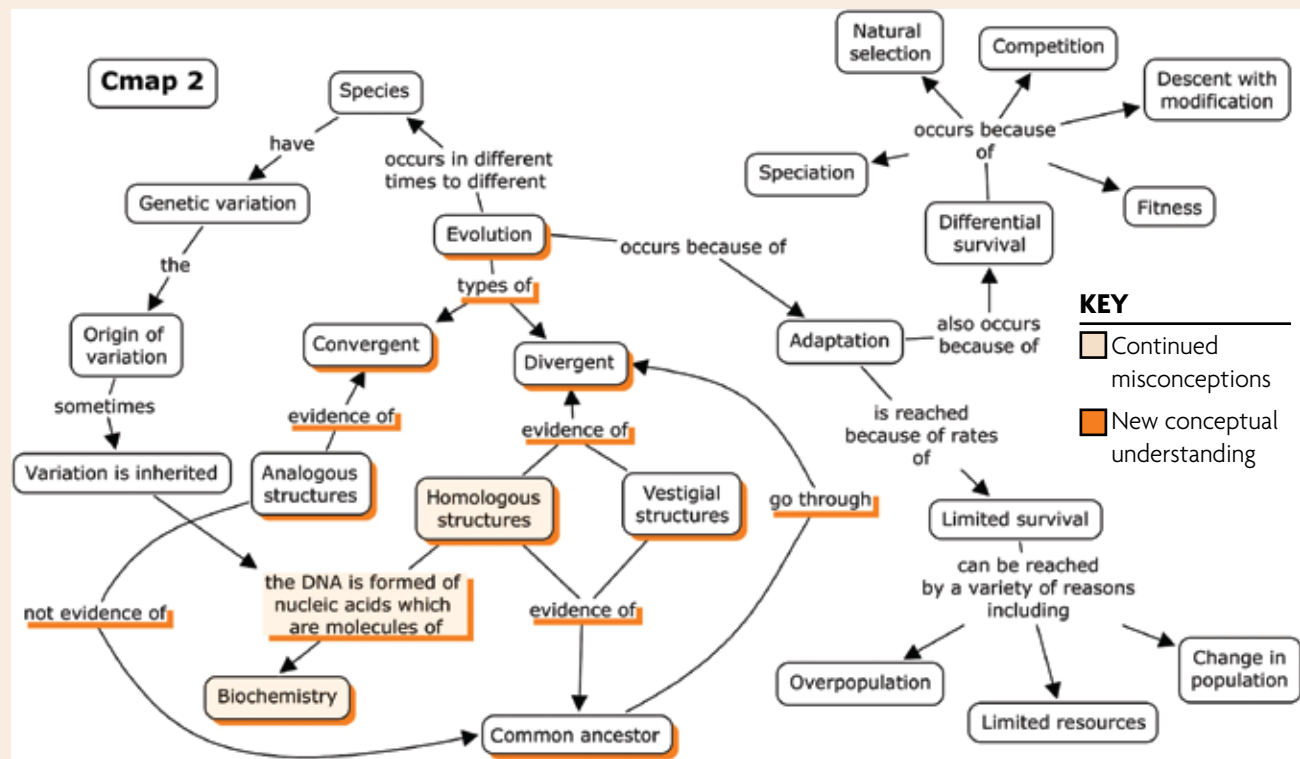 Cmap 2
Species
have
Genetic variation
the
Origin of
variation
sometimes
Variation is inherited
occurs in different
times to different
Evolution
types of
Convergent
Divergent
evidence of
evidence of
Analogous
structures
Homologous
structures
Vestigial
structures
not evidence of
the DNA is formed of
nucleic acids which
are molecules of
evidence of
Biochemistry
Common ancestor
go through
occurs because of
Adaptation
also occurs
because of
Differential
survival
occurs because
of
Natural
selection
Competition
Descent with
modification
Speciation
Fitness
is reached
because of rates
of
Limited survival
can be reached
by a variety of reasons
including
Overpopulation
Limited resources
Change in
population
KEY
Continued
misconceptions
New conceptual
understanding